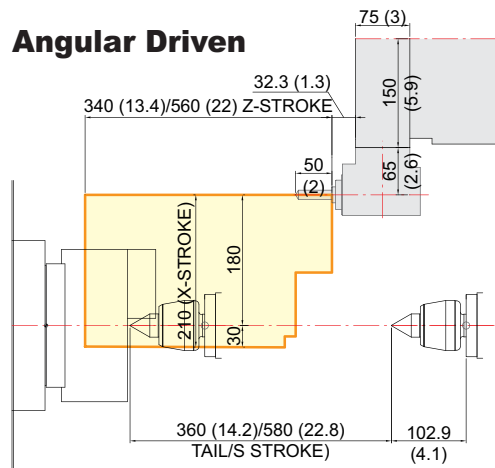 Angular Driven
75 (3)
32.3 (1.3)
340 (13.4)/560 (22) Z-STROKE
150
(5.9)
50
(2)
65
(2.6)
210 (X-STROKE)
180
30
360 (14.2)/580 (22.8)
TAIL/S STROKE)
102.9
(4.1)